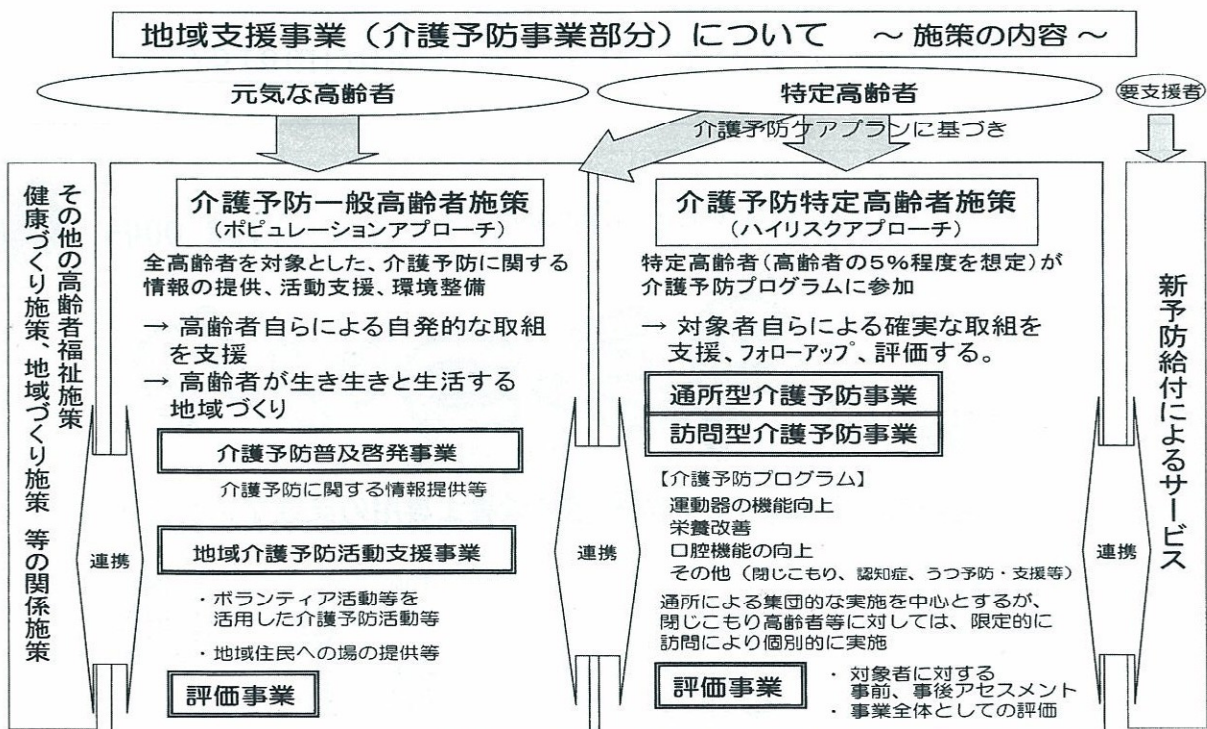 地域支援事業（介護予防事業部分）について　～ 施策の内容 ～
元気な高齢者
特定高齢者
要支援者
介護予防ケアプランに基づき
その他の高齢者福祉施策
健康づくり施策、地域づくり施策　等の関係施策
連携
介護予防一般高齢者施策
（ポピュレーションアプローチ）
全高齢者を対象とした、介護予防に関する
情報の提供、活動支援、環境整備
→ 高齢者自らによる自発的な取組
を支援
→ 高齢者が生き生きと生活する
地域づくり
介護予防普及啓発事業
介護予防に関する情報提供等
地域介護予防活動支援事業
・ボランティア活動等を
活用した介護予防活動等
・地域住民への場の提供等
評価事業
連携
介護予防特定高齢者施策
（ハイリスクアプローチ）
特定高齢者（高齢者の５％程度を想定）が
介護予防プログラムに参加
→ 対象者自らによる確実な取組を
支援、ﾌｫﾛｰｱｯﾌﾟ、評価する。
通所型介護予防事業
訪問型介護予防事業
【介護予防プログラム】
運動器の機能向上
栄養改善
口腔機能の向上
その他（閉じこもり、認知症、うつ予防・支援等）
通所による集団的な実施を中心とするが、
閉じこもり高齢者等に対しては、限定的に
訪問により個別的に実施
評価事業
・対象者に対する
事前、事後アセスメント
・事業全体としての評価
連携
新予防給付によるサービス